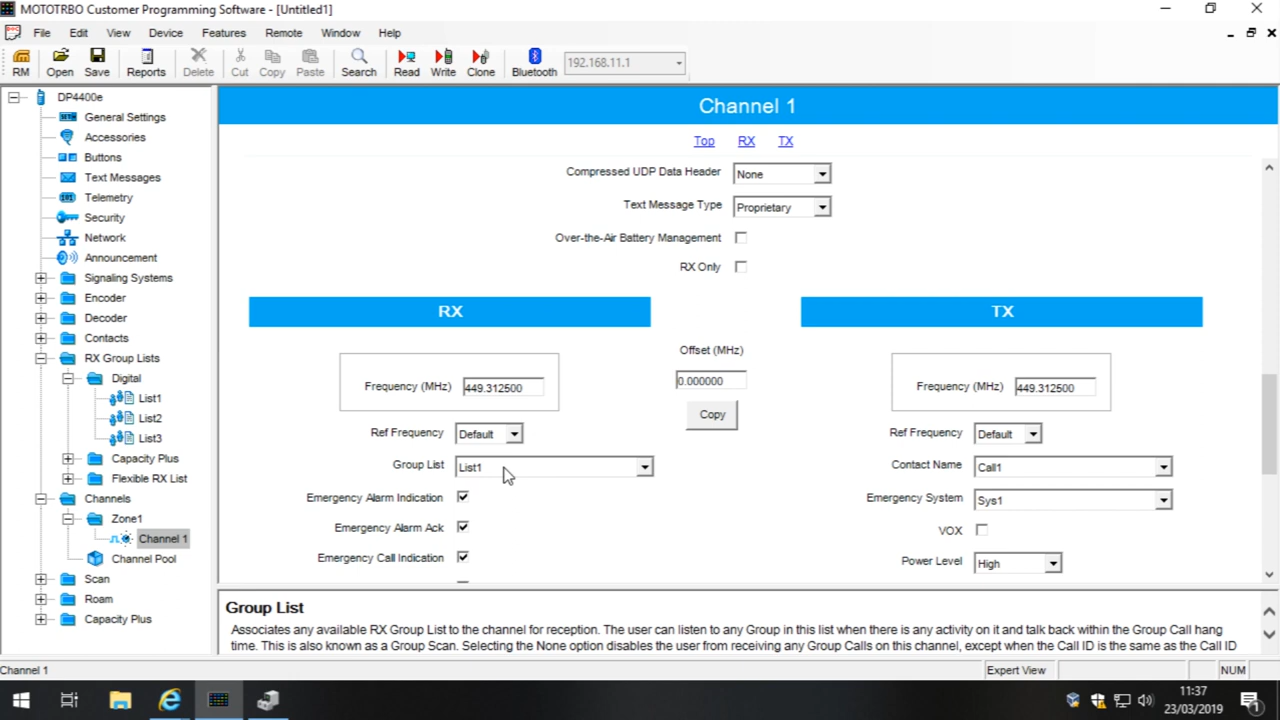 MOTOTRBO Customer Programming Software - [Untitled1]
File Edit View Device Features Remote Window Help
RM Open Save Reports Delete Cut Copy Paste Search Read Write Clone Bluetooth 192.168.11.1
DP4400e
General Settings
Accessories
Buttons
Text Messages
Telemetry
Security
Network
Announcement
Signaling Systems
Encoder
Decoder
Contacts
RX Group Lists
Digital
List1
List2
List3
Capacity Plus
Flexible RX List
Channels
Zone1
Channel 1
Channel Pool
Scan
Roam
Capacity Plus
Channel 1
Top RX TX
Compressed UDP Data Header None
Text Message Type Proprietary
Over-the-Air Battery Management
RX Only
RX
Frequency (MHz) 449.312500
Ref Frequency Default
Group List List1
Emergency Alarm Indication
Emergency Alarm Ack
Emergency Call Indication
Offset (MHz)
0.000000
Copy
TX
Frequency (MHz) 449.312500
Ref Frequency Default
Contact Name Call1
Emergency System Sys1
VOX
Power Level High
Group List
Associates any available RX Group List to the channel for reception. The user can listen to any Group in this list when there is any activity on it and talk back within the Group Call hang
time. This is also known as a Group Scan. Selecting the None option disables the user from receiving any Group Calls on this channel, except when the Call ID is the same as the Call ID
Channel 1 Expert View NUM
11:37
23/03/2019
1